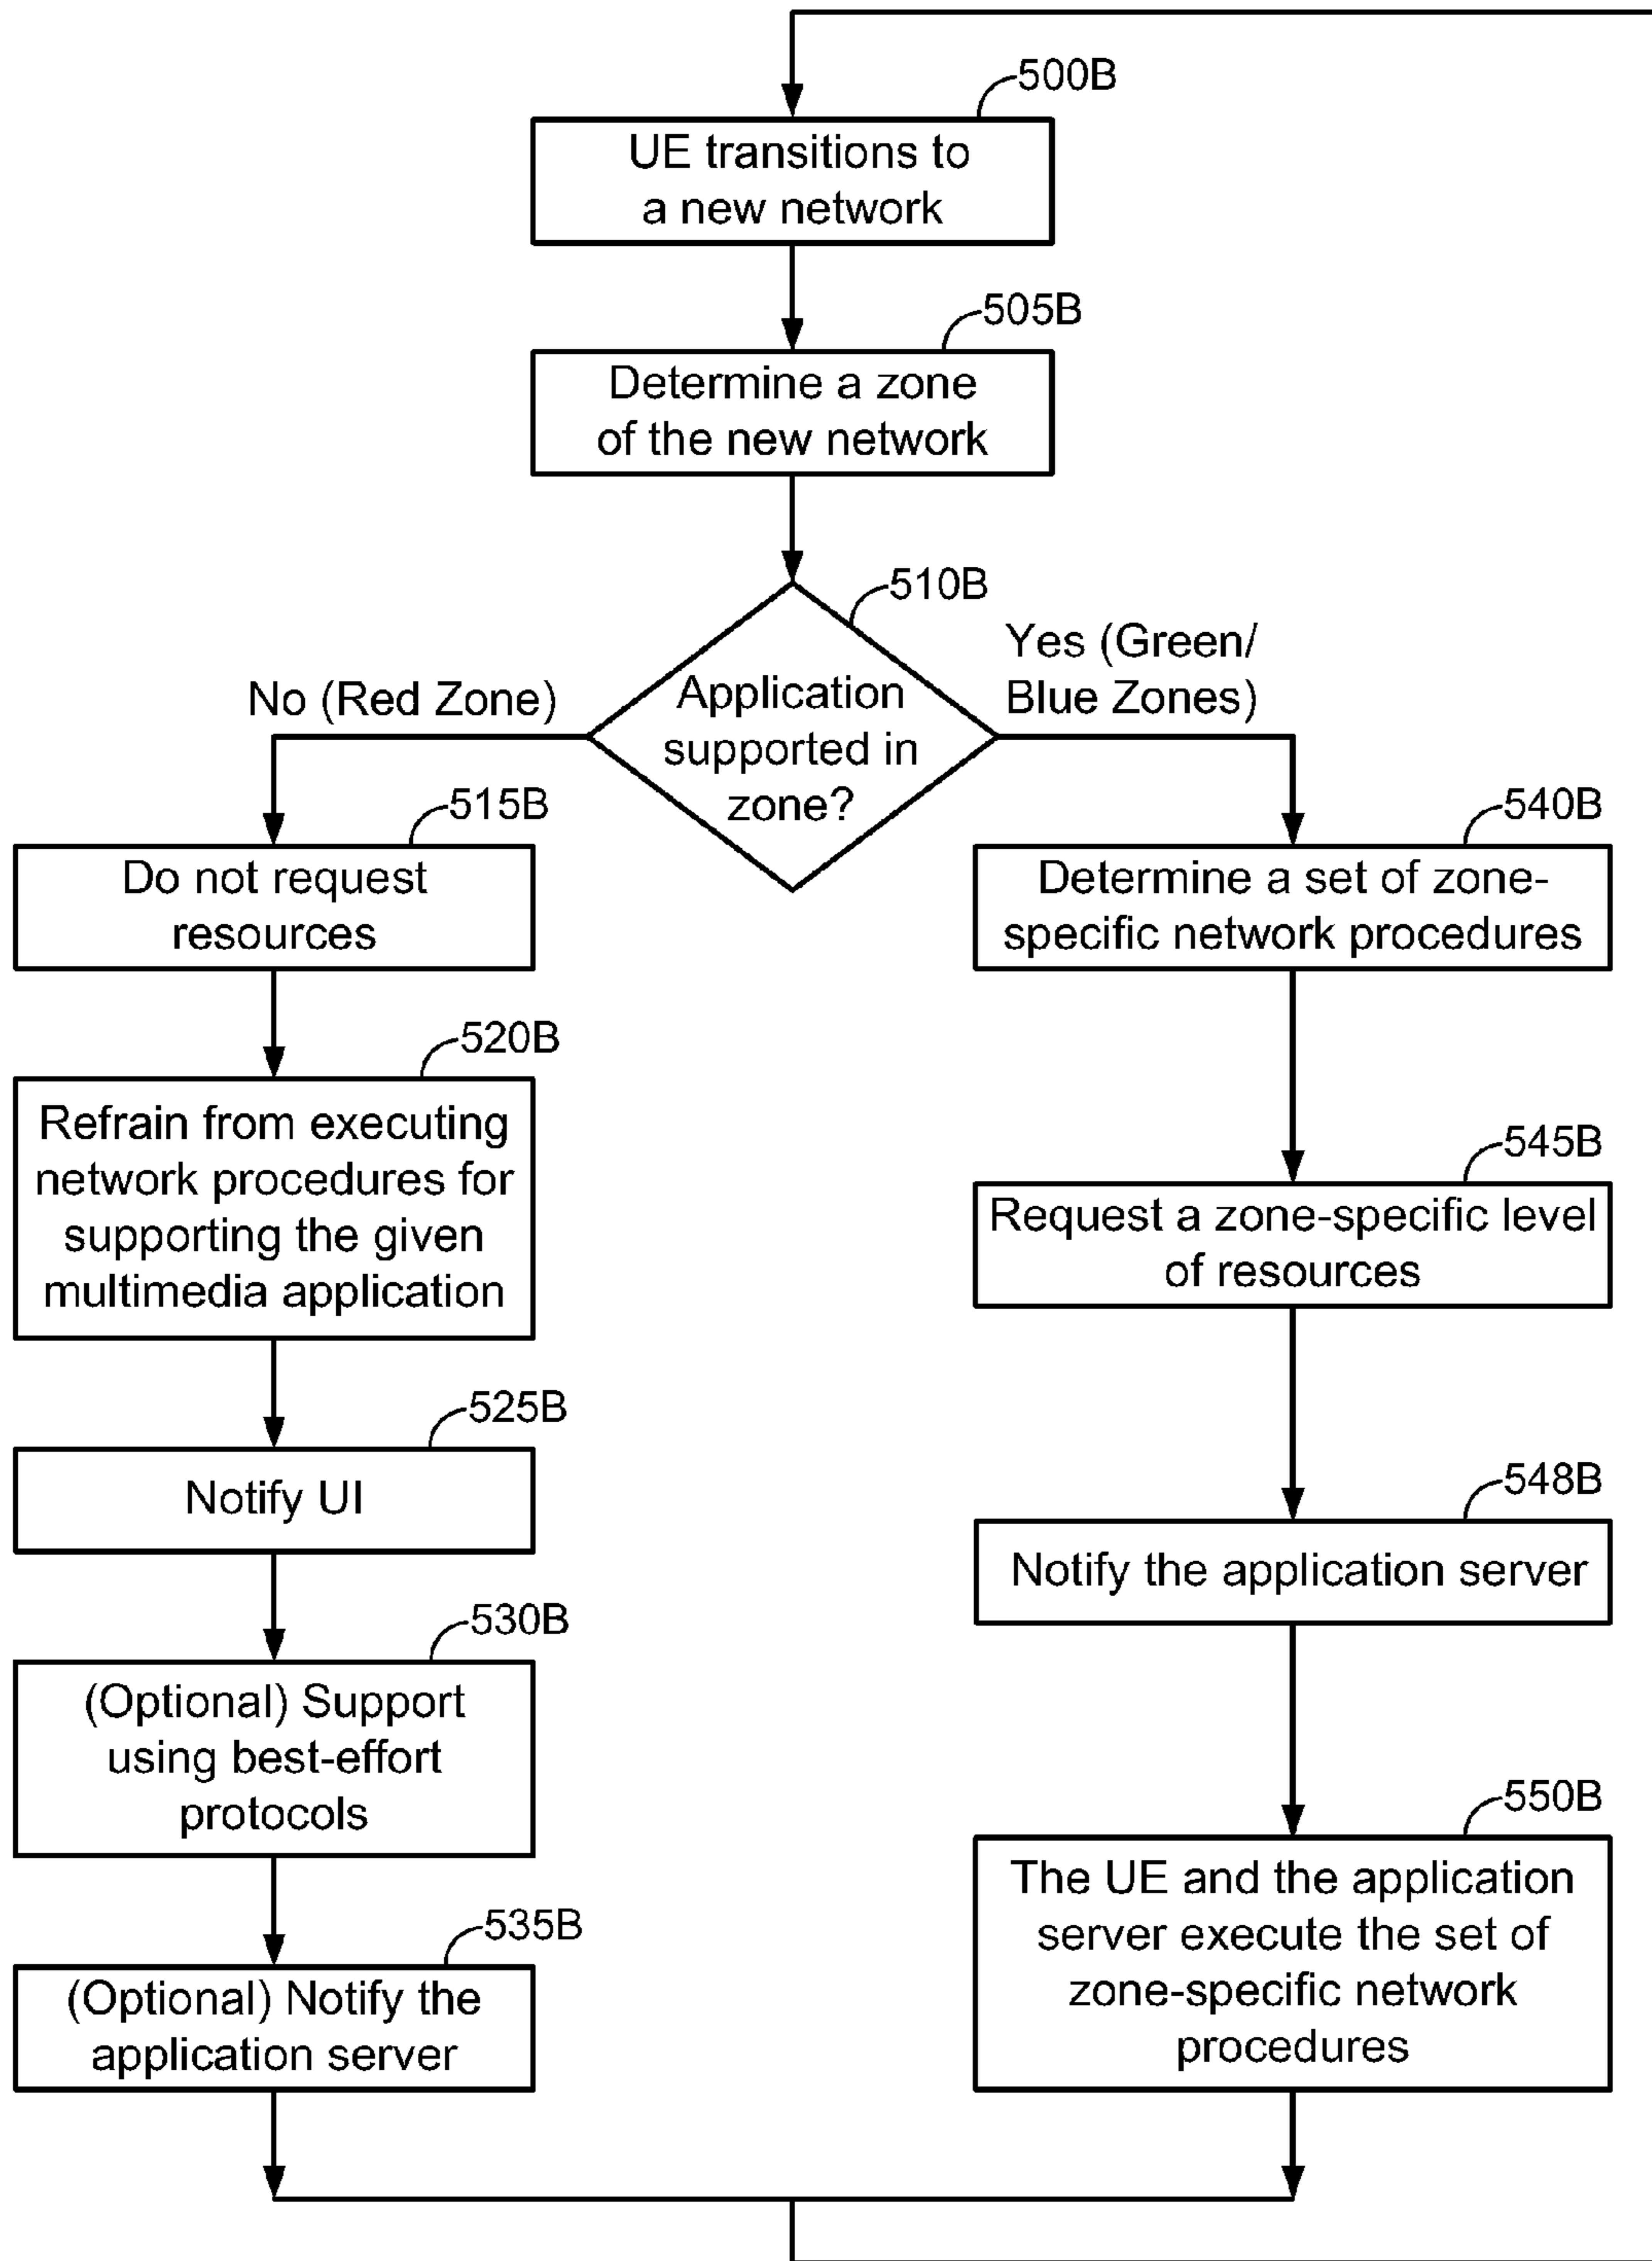 500B
UE transitions to
a new network
505B
Determine a zone
of the new network
510B
Application
supported in
zone?
No (Red Zone)
Yes (Green/
Blue Zones)
515B
Do not request
resources
520B
Refrain from executing
network procedures for
supporting the given
multimedia application
525B
Notify UI
530B
(Optional) Support
using best-effort
protocols
535B
(Optional) Notify the
application server
540B
Determine a set of zone-
specific network procedures
545B
Request a zone-specific level
of resources
548B
Notify the application server
550B
The UE and the application
server execute the set of
zone-specific network
procedures